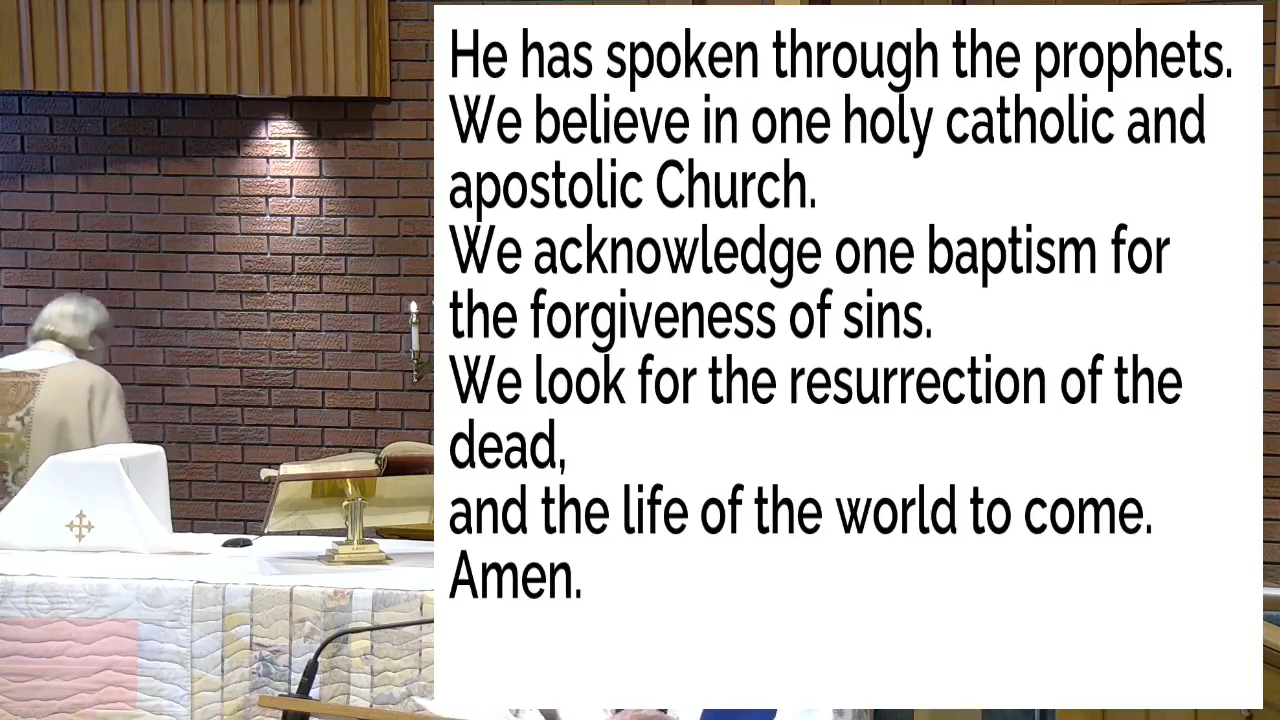 He has spoken through the prophets.
We believe in one holy catholic and
apostolic Church.
We acknowledge one baptism for
the forgiveness of sins.
We look for the resurrection of the
dead,
and the life of the world to come.
Amen.